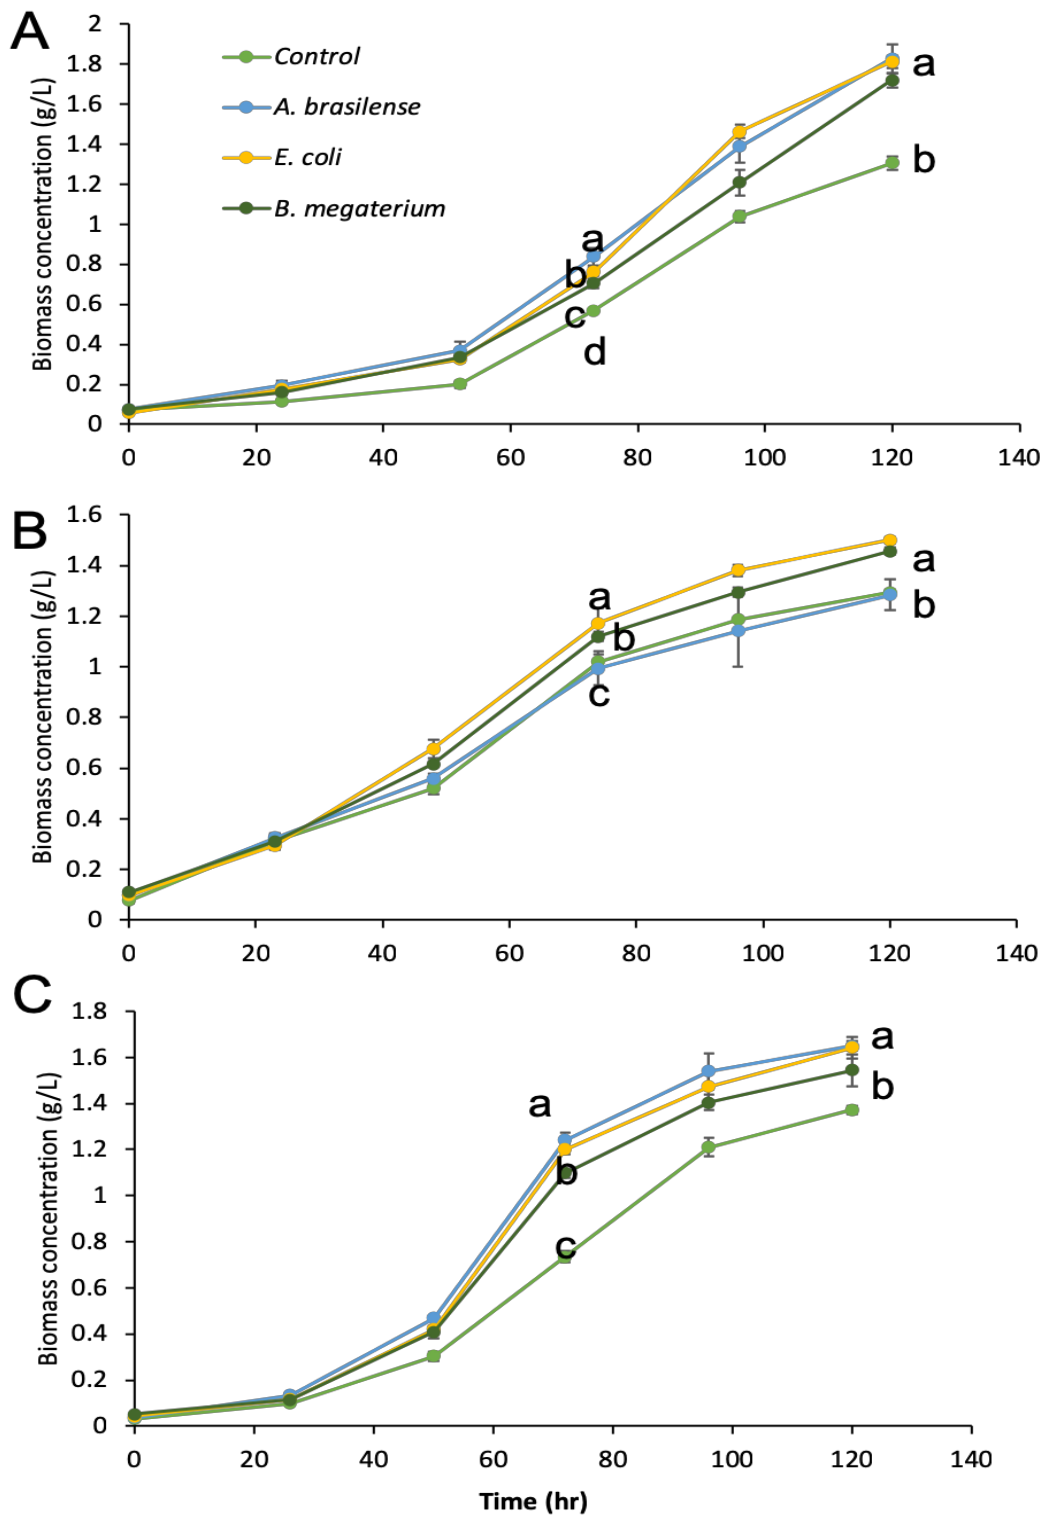 A
Biomass concentration (g/L)
2
1.8
1.6
1.4
1.2
1
0.8
0.6
0.4
0.2
0
Control
A. brasilense
E. coli
B. megaterium
a
b
a
b
c
d
0 20 40 60 80 100 120 140
B
Biomass concentration (g/L)
1.6
1.4
1.2
1
0.8
0.6
0.4
0.2
0
a
b
a
b
c
0 20 40 60 80 100 120 140
C
Biomass concentration (g/L)
1.8
1.6
1.4
1.2
1
0.8
0.6
0.4
0.2
0
a
b
a
b
c
0 20 40 60 80 100 120 140
Time (hr)